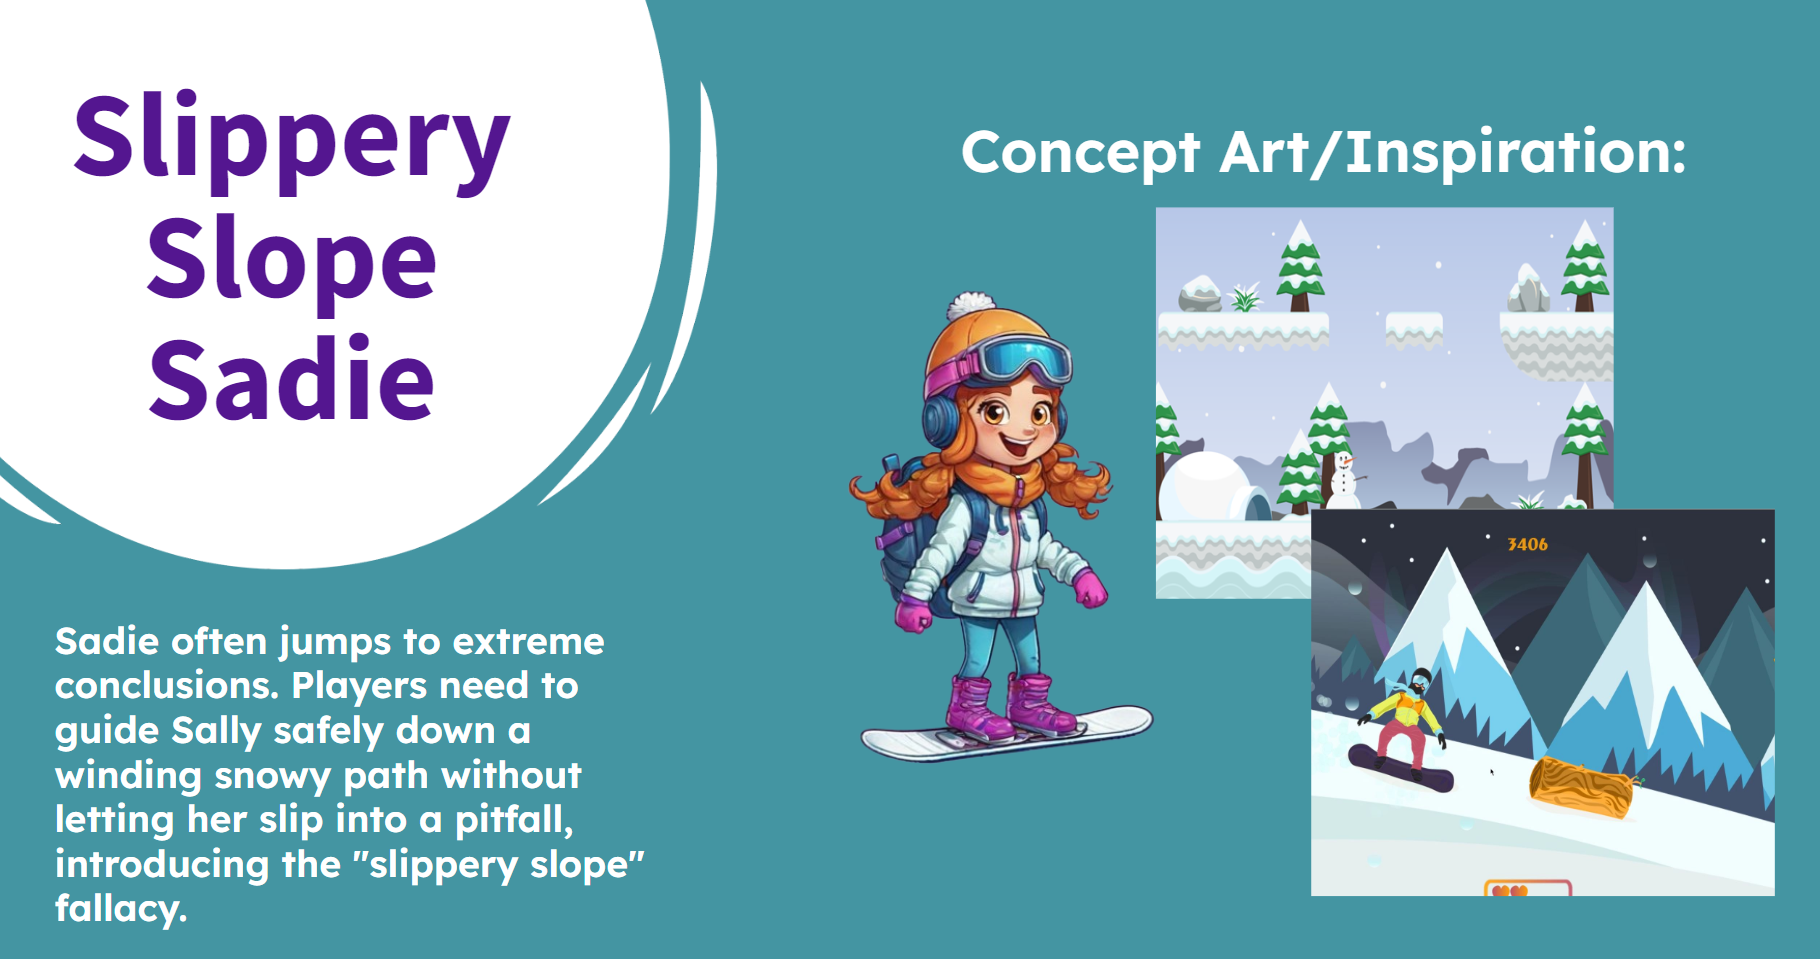 Slippery
Slope
Sadie
Concept Art/Inspiration:
3406
Sadie often jumps to extreme
conclusions. Players need to
guide Sally safely down a
winding snowy path without
letting her slip into a pitfall,
introducing the "slippery slope"
fallacy.